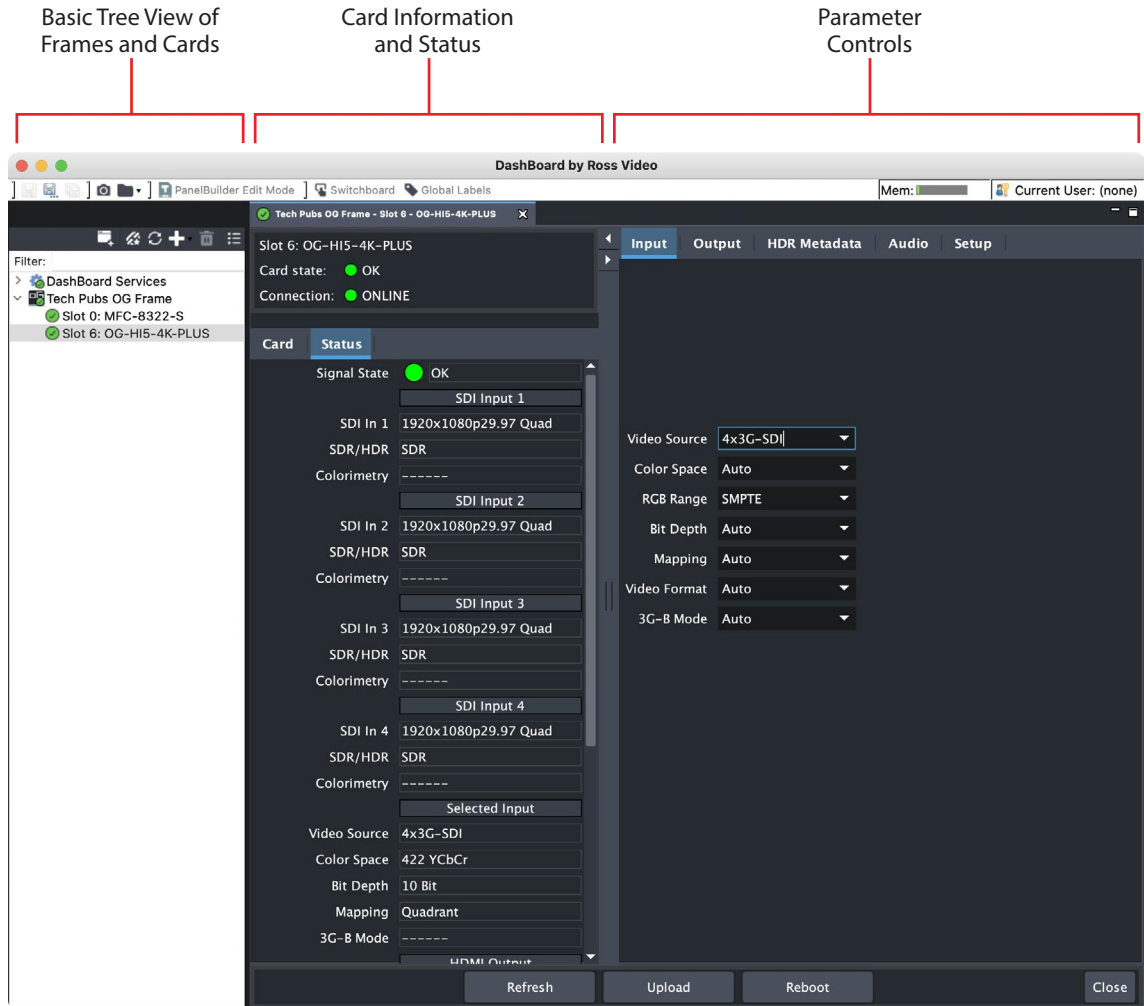 Basic Tree View of
Frames and Cards
Card Information
and Status
Parameter
Controls
DashBoard by Ross Video
PanelBuilder Edit Mode
Switchboard
Global Labels
Mem:
Current User: (none)
Tech Pubs OG Frame - Slot 6 - OG-HI5-4K-PLUS
Filter:
DashBoard Services
Tech Pubs OG Frame
Slot 0: MFC-8322-S
Slot 6: OG-HI5-4K-PLUS
Slot 6: OG-HI5-4K-PLUS
Card state: OK
Connection: ONLINE
Card Status
Signal State OK
SDI Input 1
SDI In 1 1920x1080p29.97 Quad
SDR/HDR SDR
Colorimetry ------
SDI Input 2
SDI In 2 1920x1080p29.97 Quad
SDR/HDR SDR
Colorimetry ------
SDI Input 3
SDI In 3 1920x1080p29.97 Quad
SDR/HDR SDR
Colorimetry ------
SDI Input 4
SDI In 4 1920x1080p29.97 Quad
SDR/HDR SDR
Colorimetry ------
Selected Input
Video Source 4x3G-SDI
Color Space 422 YCbCr
Bit Depth 10 Bit
Mapping Quadrant
3G-B Mode ------
HDMI Output
Input Output HDR Metadata Audio Setup
Video Source 4x3G-SDI
Color Space Auto
RGB Range SMPTE
Bit Depth Auto
Mapping Auto
Video Format Auto
3G-B Mode Auto
Refresh Upload Reboot Close